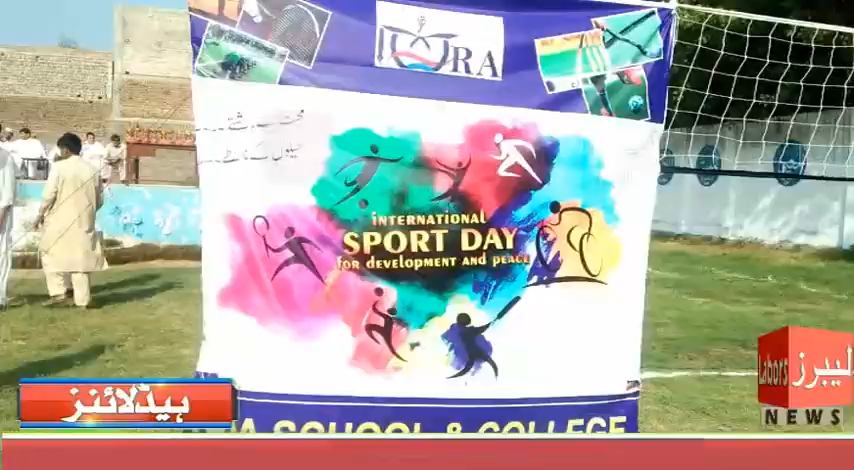 IQRA
INTERNATIONAL
SPORT DAY
for DEVELOPMENT AND PEACE
SCHOOL & COLLEGE
ہیڈلائنز
Labors لیبرز
NEWS